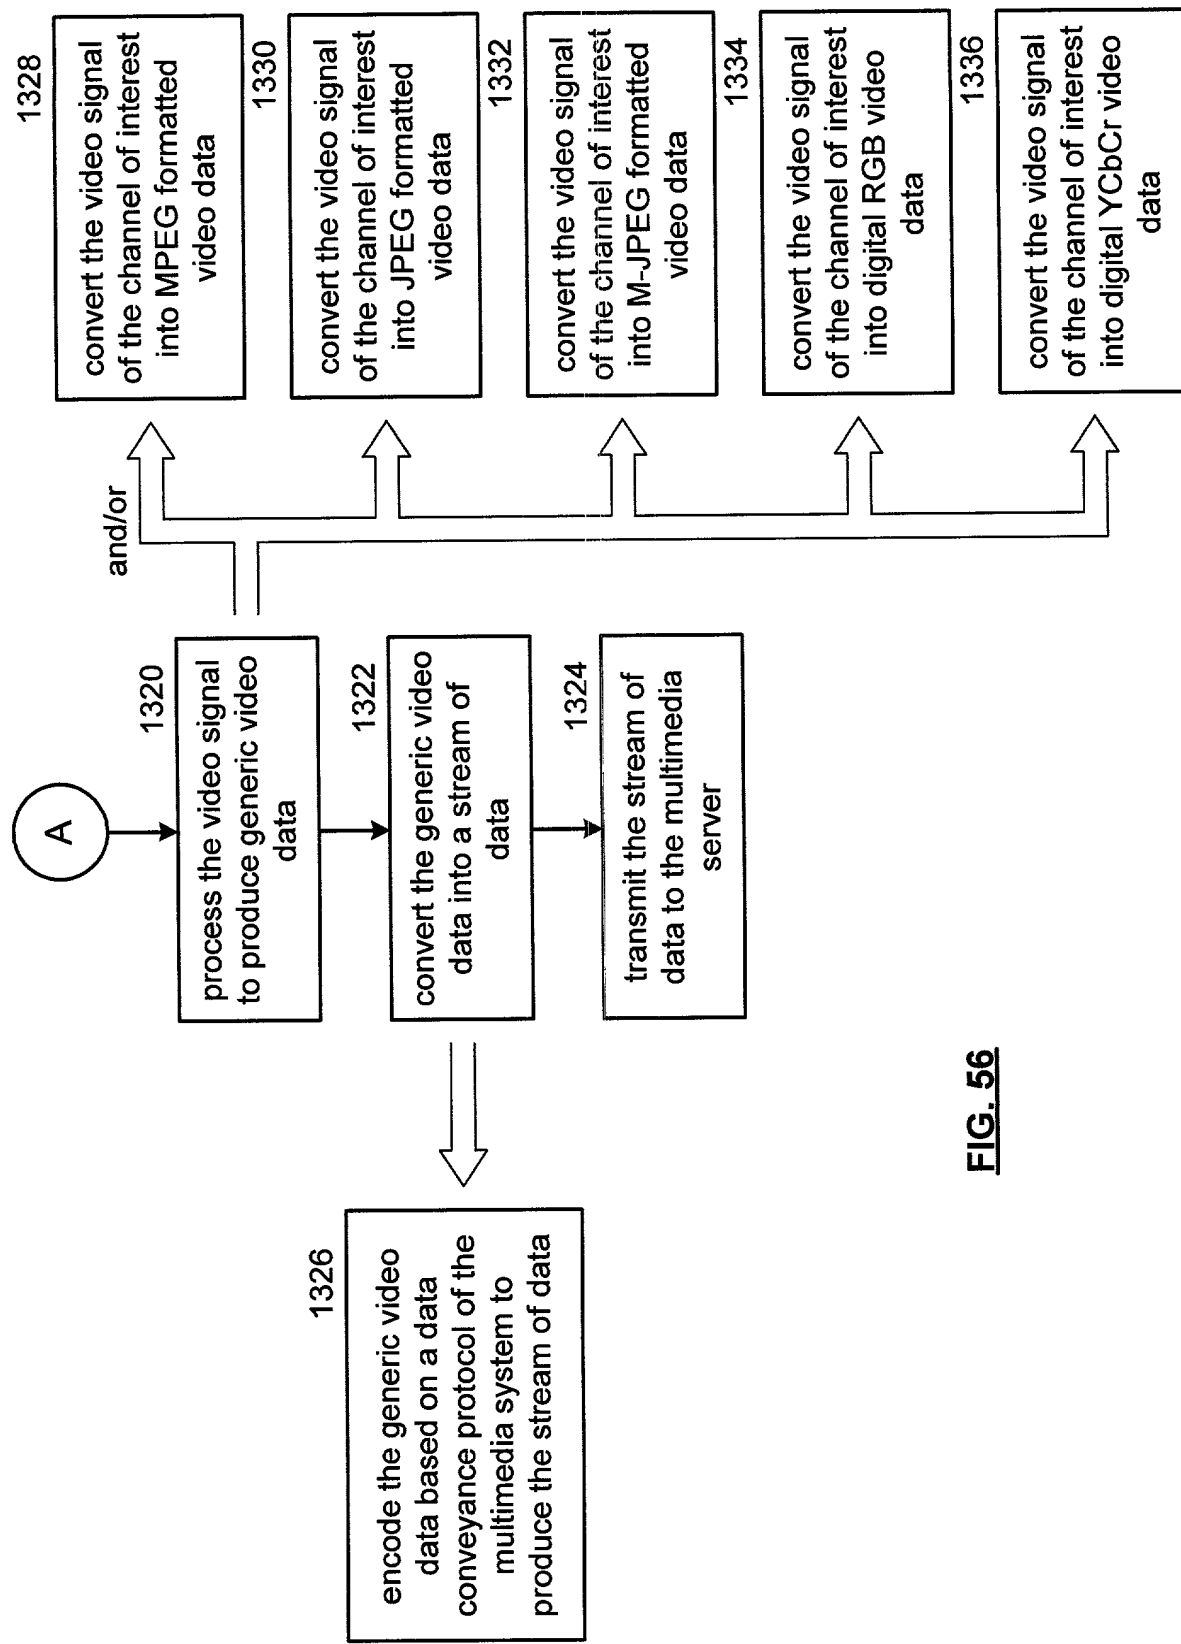 A
1320
process the video signal
to produce generic video
data
1322
convert the generic video
data into a stream of
data
1324
transmit the stream of
data to the multimedia
server
1326
encode the generic video
data based on a data
conveyance protocol of the
multimedia system to
produce the stream of data
and/or
1328
convert the video signal
of the channel of interest
into MPEG formatted
video data
1330
convert the video signal
of the channel of interest
into JPEG formatted
video data
1332
convert the video signal
of the channel of interest
into M-JPEG formatted
video data
1334
convert the video signal
of the channel of interest
into digital RGB video
data
1336
convert the video signal
of the channel of interest
into digital YCbCr video
data
FIG. 56